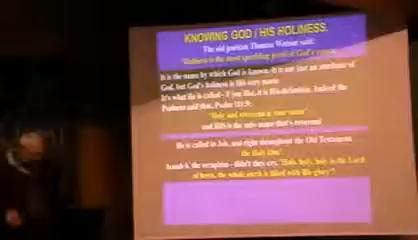 KNOWING GOD / HIS HOLINESS.
The old puritan Thomas Watson said:
"Holiness is the most sparkling jewel of God's
It is the name by which God is known. It is not just an attribute of
God, but God's holiness is His very name.
It's what He is called - if you like, it is His definition. Indeed the
Psalmist said that, Psalm 111:9:
"Holy and reverend is your name",
and HIS is the only name that's reverend
He is called in Job, and right throughout the Old Testament
the Holy One'.
Isaiah 6, the seraphim - didn't they cry, "Holy, holy, holy is the Lord
of hosts, the whole earth is filled with His glory"?